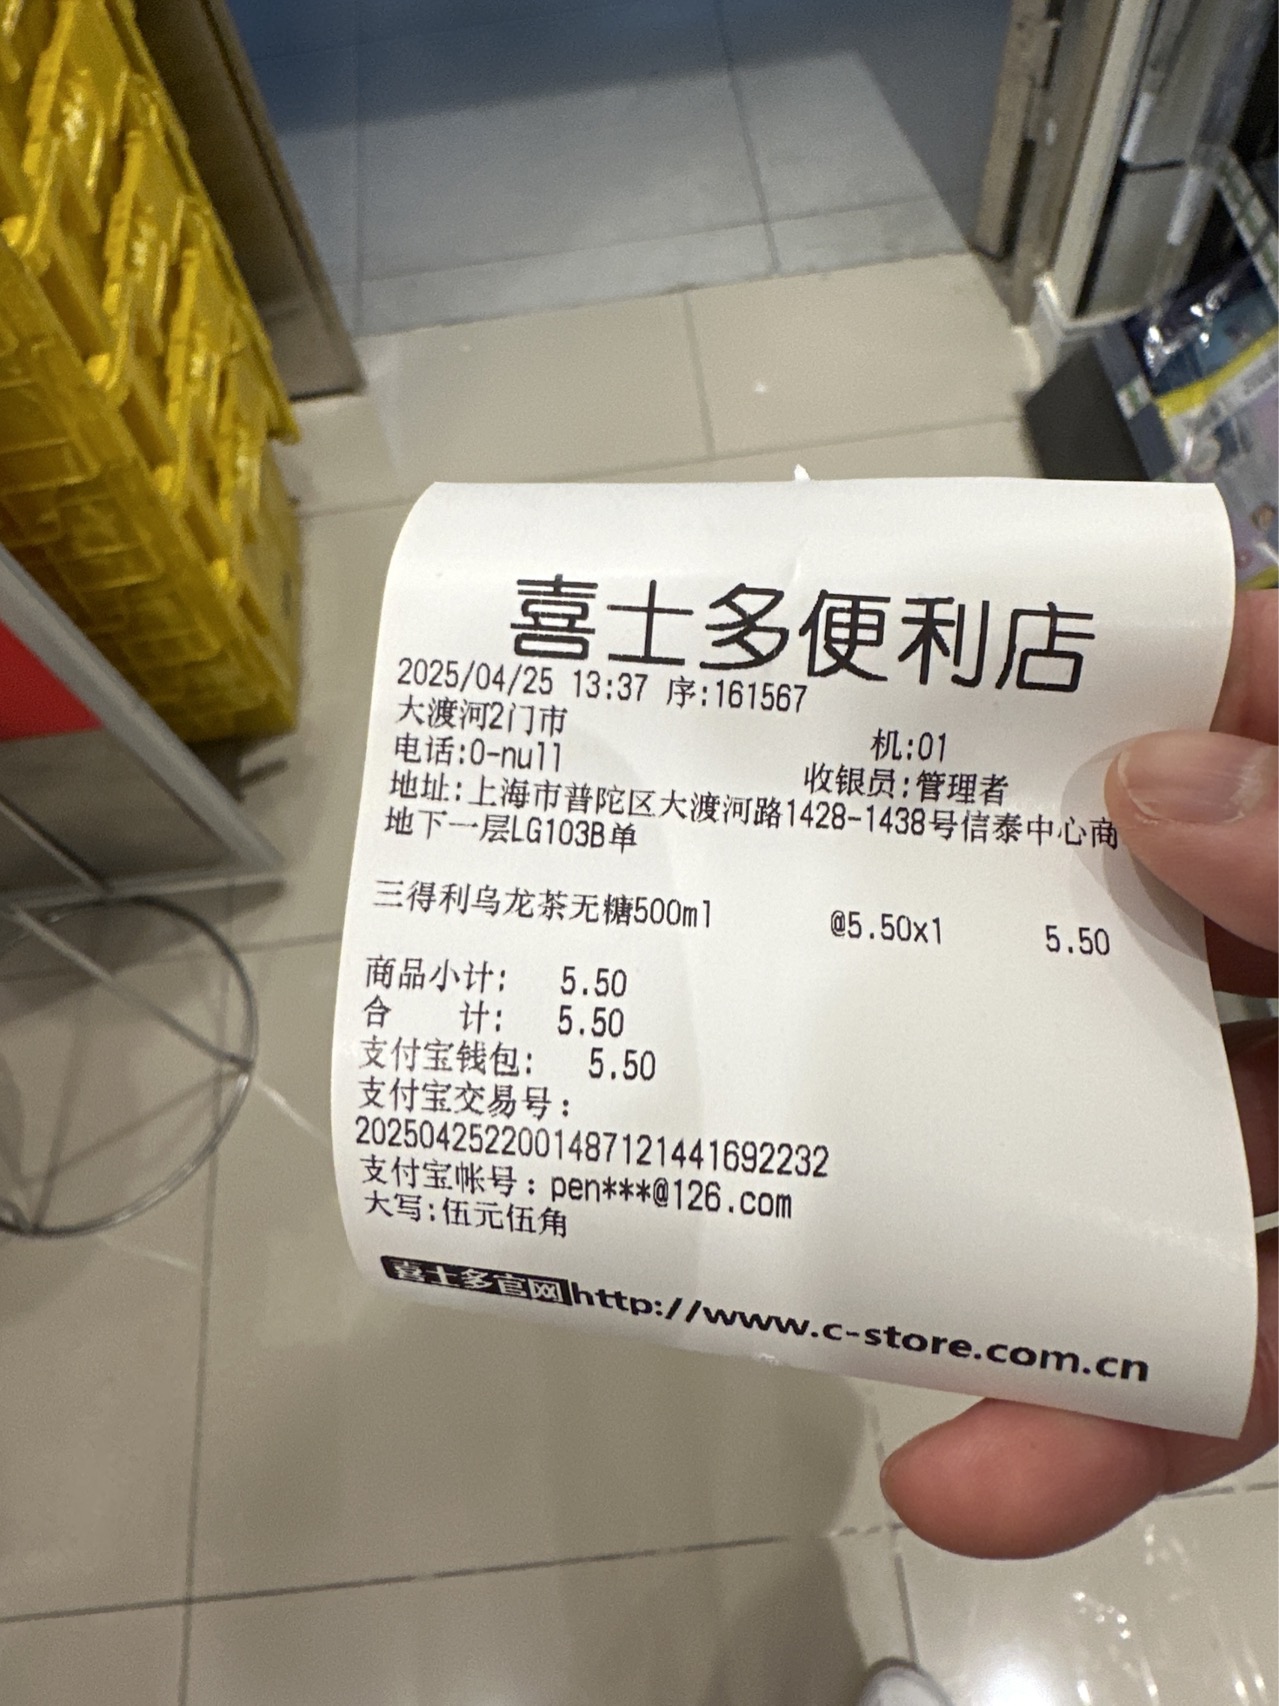 喜士多便利店
2025/04/25 13:37 序:161567
大渡河2门市 机:01
电话:0-null 收银员:管理者
地址:上海市普陀区大渡河路1428-1438号信泰中心商
地下一层LG103B单
三得利乌龙茶无糖500ml @5.50x1 5.50
商品小计: 5.50
合 计: 5.50
支付宝钱包: 5.50
支付宝交易号:
2025042522001487121441692232
支付宝帐号:pen***@126.com
大写:伍元伍角
喜士多官网http://www.c-store.com.cn